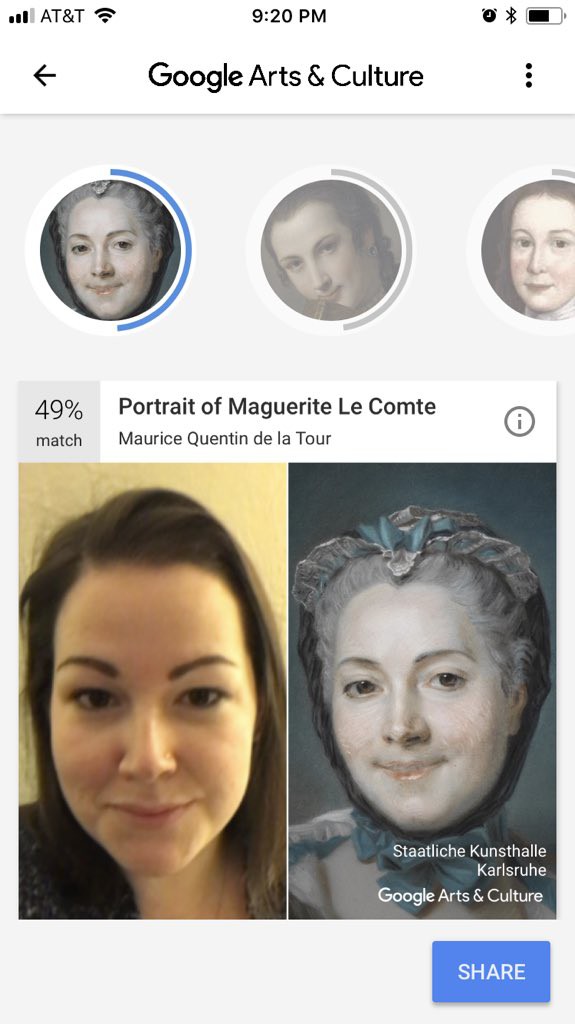 AT&T 9:20 PM
Google Arts & Culture
49% match
Portrait of Maguerite Le Comte
Maurice Quentin de la Tour
Staatliche Kunsthalle
Karlsruhe
Google Arts & Culture
SHARE